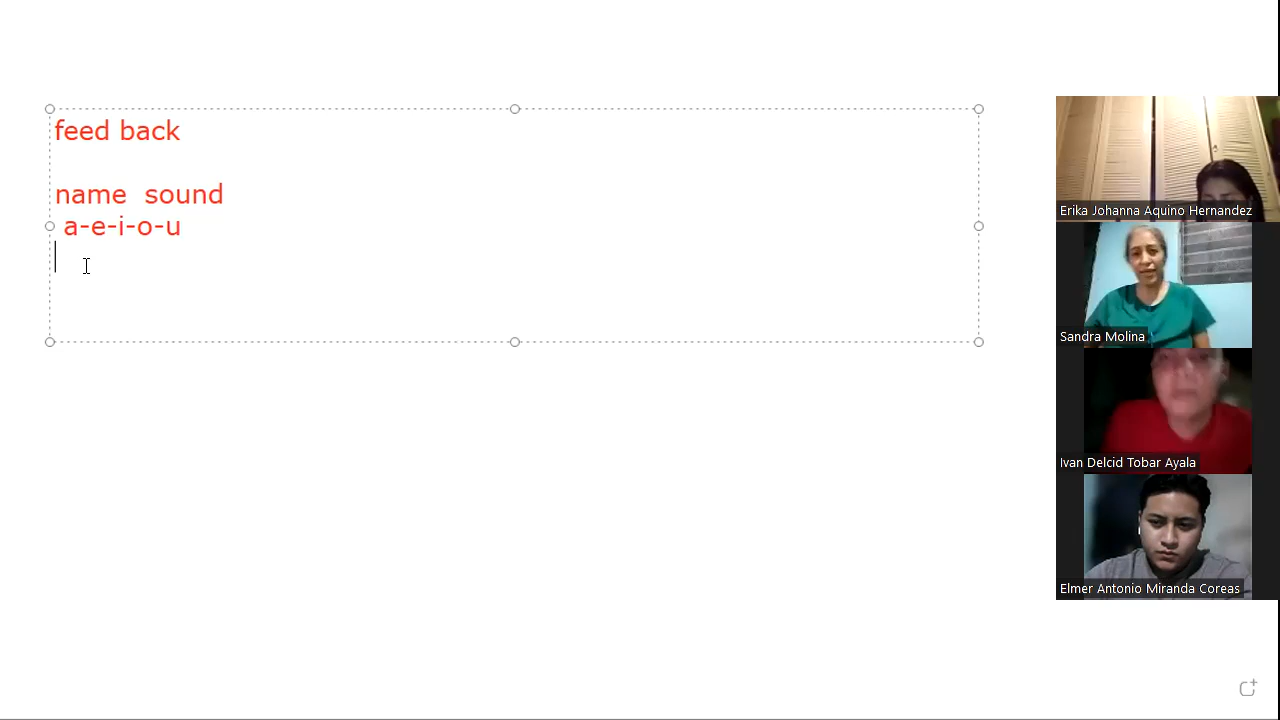 feed back
name sound
a-e-i-o-u
Erika Johanna Aquino Hernandez
Sandra Molina
Ivan Delcid Tobar Ayala
Elmer Antonio Miranda Coreas